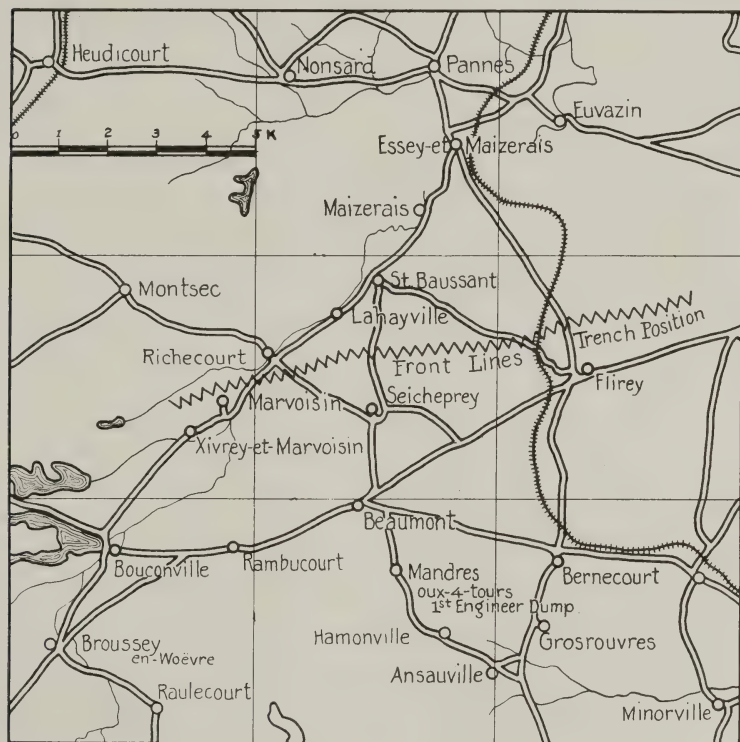 Heudicourt
Nonsard
Pannes
0 1 2 3 4 5 K
Euvazin
Essey-et Maizerais
Maizerais
St. Baussant
Montsec
Lahayville
Trench Position
Richecourt
Front Lines
Flirey
Marvoisin
Seicheprey
Xivrey-et-Marvoisin
Beaumont
Bouconville
Rambucourt
Mandres
oux-4-tours
1st Engineer Dump
Bernecourt
Hamonville
Grosrouvres
Broussey
en-Woëvre
Ansauville
Raulecourt
Minorville